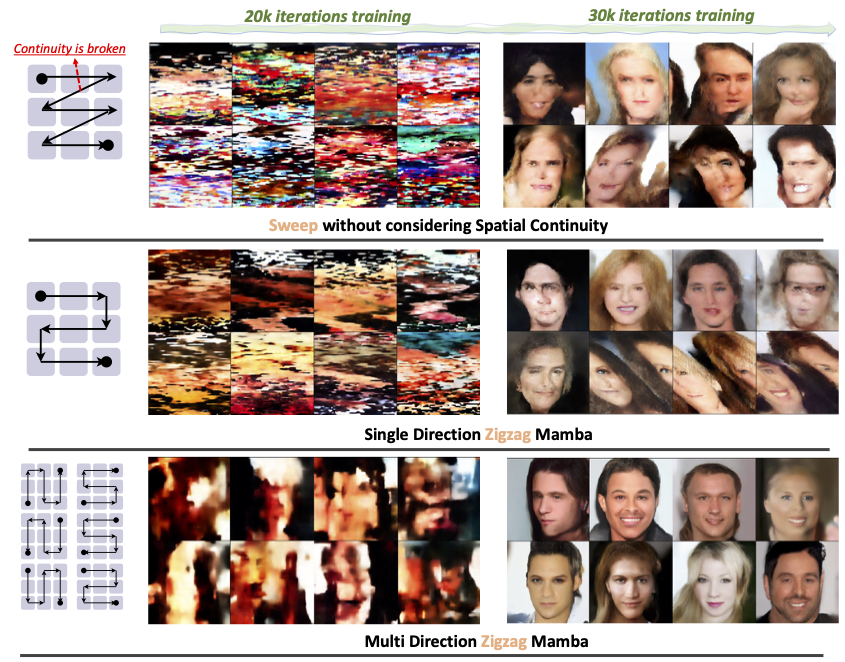 20k iterations training
30k iterations training
Continuity is broken
Sweep without considering Spatial Continuity
Single Direction Zigzag Mamba
Multi Direction Zigzag Mamba